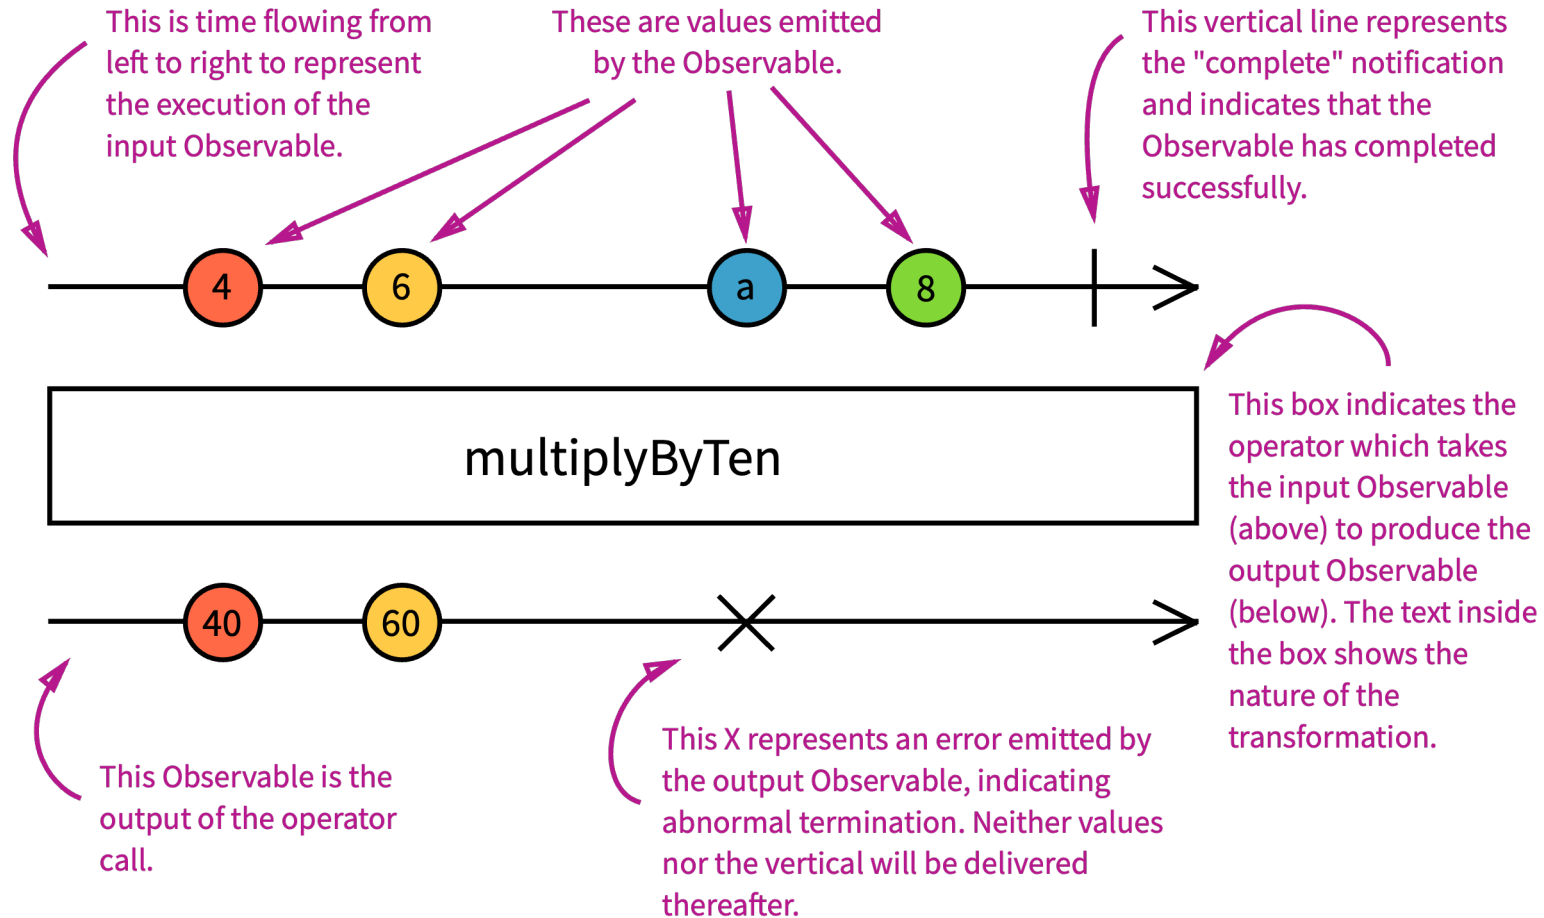 This is time flowing from
left to right to represent
the execution of the
input Observable.
These are values emitted
by the Observable.
This vertical line represents
the "complete" notification
and indicates that the
Observable has completed
successfully.
4
6
a
8
multiplyByTen
This box indicates the
operator which takes
the input Observable
(above) to produce the
output Observable
(below). The text inside
the box shows the
nature of the
transformation.
40
60
This Observable is the
output of the operator
call.
This X represents an error emitted by
the output Observable, indicating
abnormal termination. Neither values
nor the vertical will be delivered
thereafter.